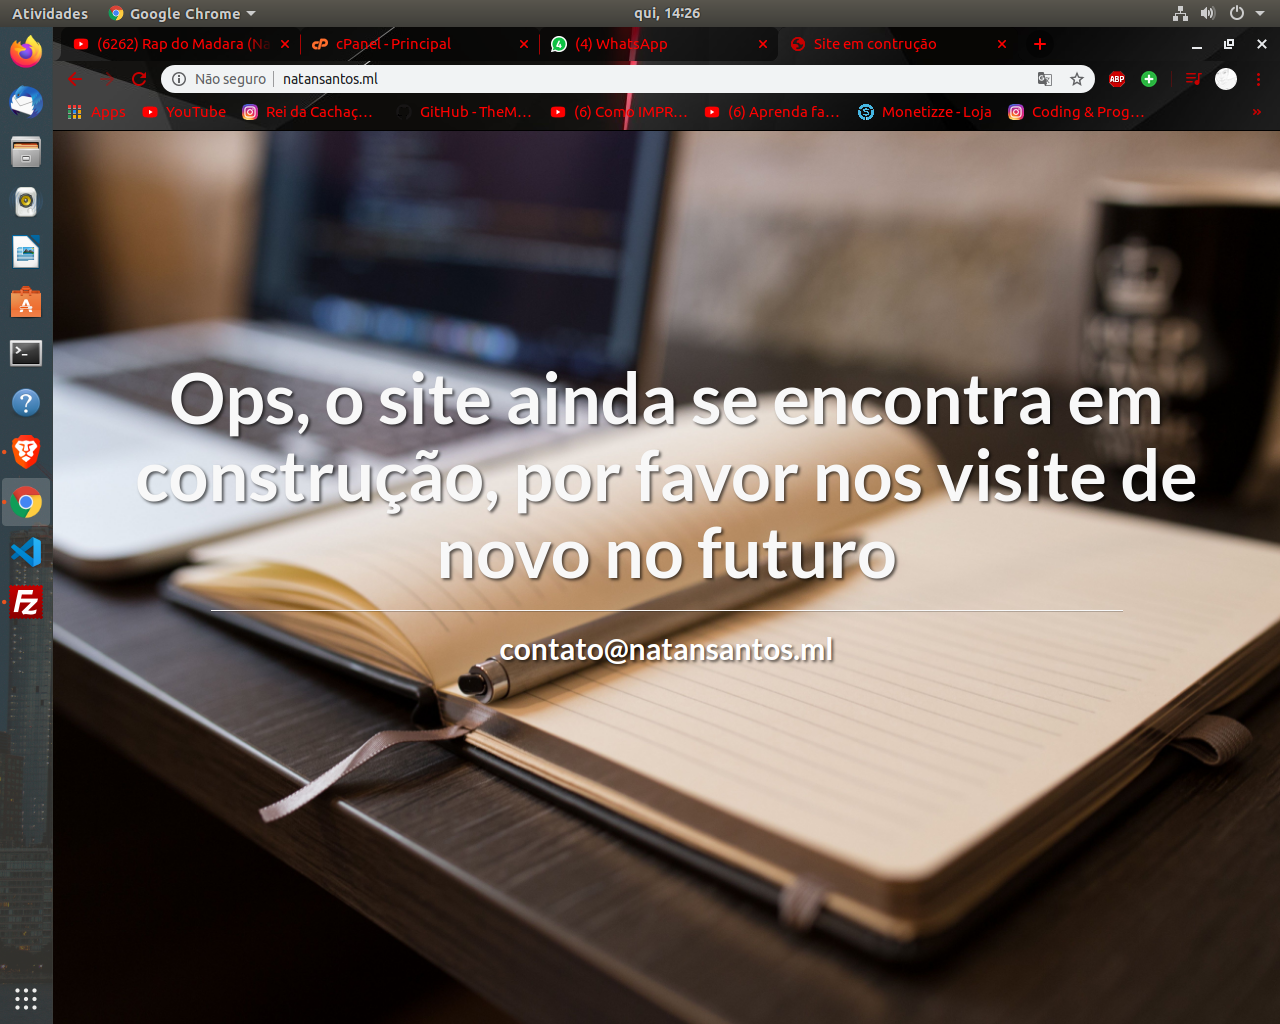 Atividades Google Chrome qui, 14:26
(6262) Rap do Madara (Na cPanel - Principal (4) WhatsApp Site em contrução
Não seguro natansantos.ml ABP
Apps YouTube Rei da Cachaç… GitHub - TheM… (6) Como IMPR… (6) Aprenda fa… Monetizze - Loja Coding & Prog… »
Ops, o site ainda se encontra em
construção, por favor nos visite de
novo no futuro
contato@natansantos.ml